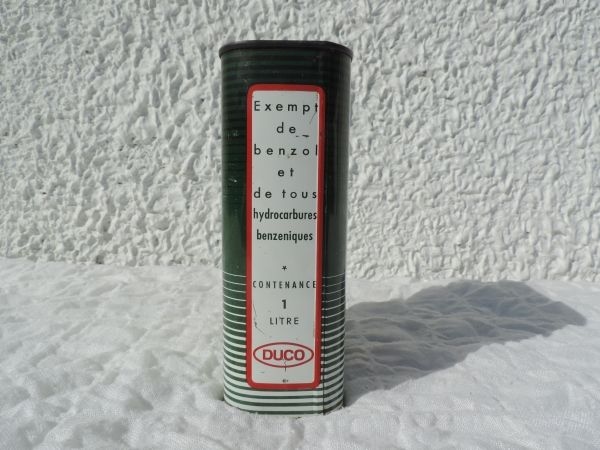 Exempt
de
benzol
et
de tous
hydrocarbures
benzeniques
*
CONTENANCE
1
LITRE
DUCO